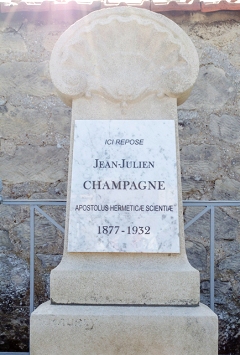 ICI REPOSE
JEAN-JULIEN
CHAMPAGNE
APOSTOLUS HERMETICÆ SCIENTIÆ
1877-1932